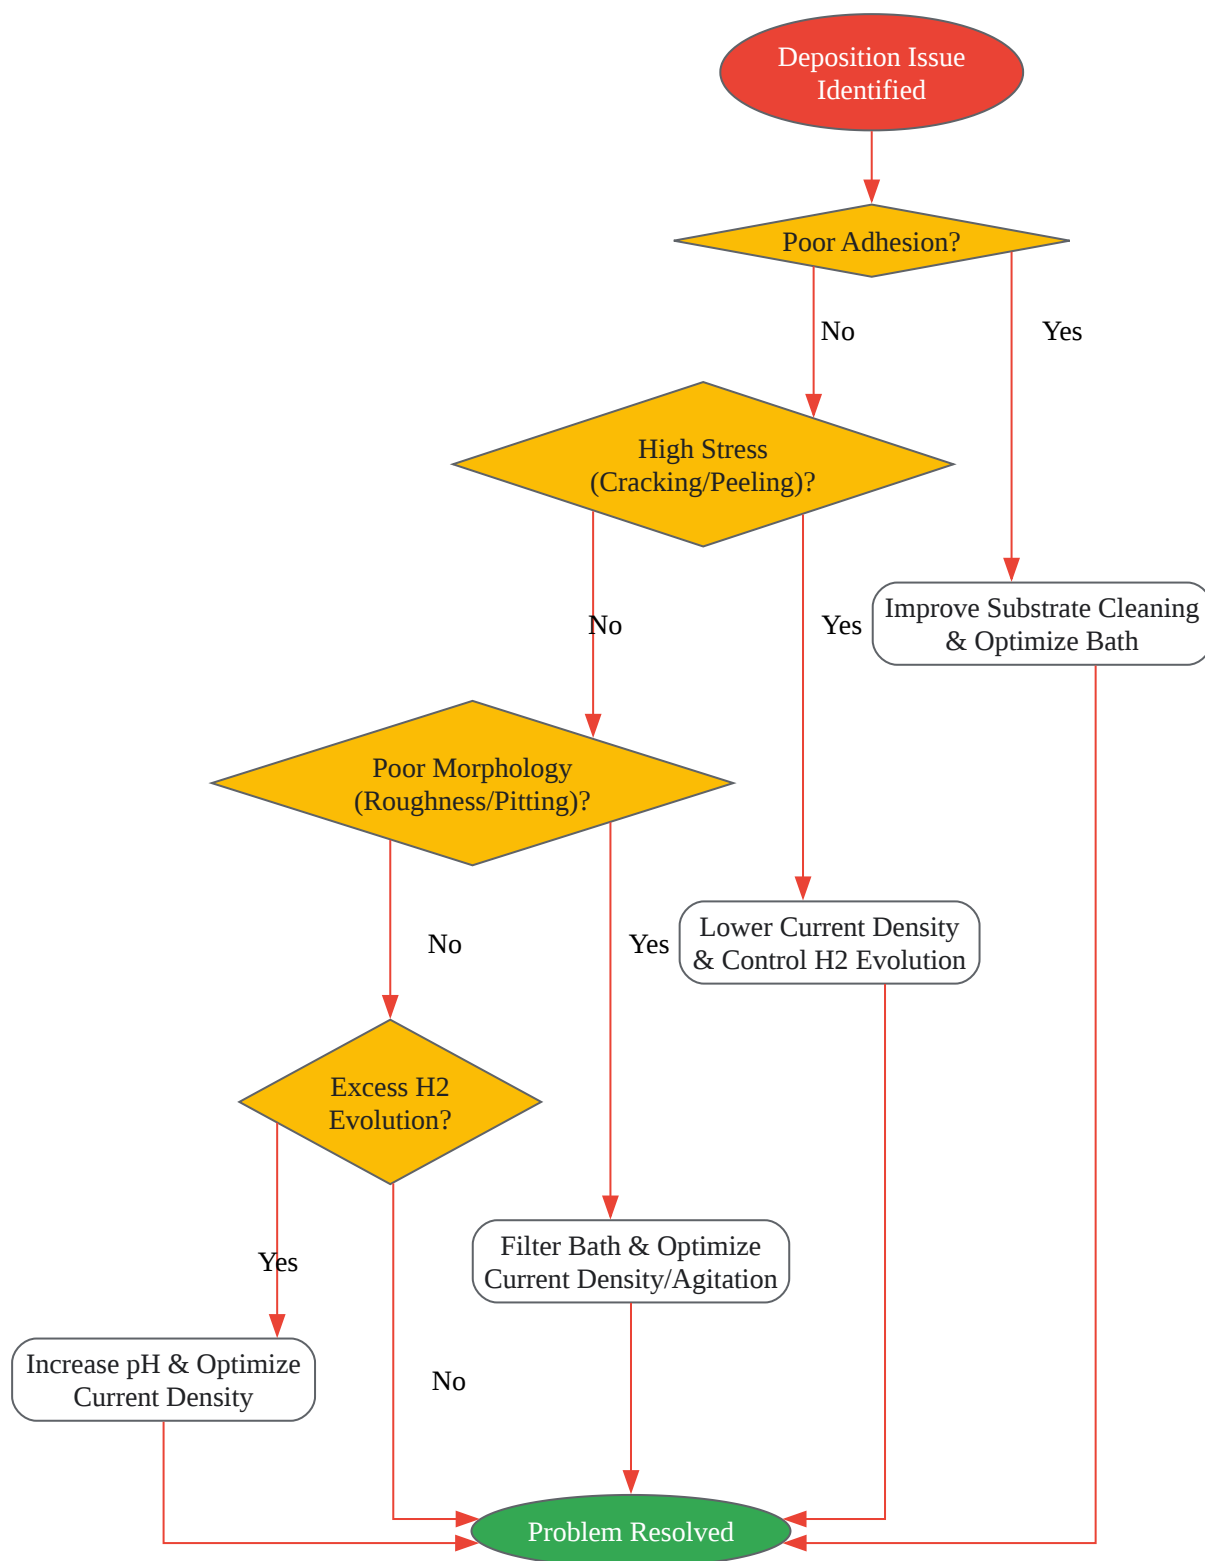 Deposition Issue
Identified
Poor Adhesion?
No
Yes
High Stress
(Cracking/Peeling)?
No
Yes
Improve Substrate Cleaning
& Optimize Bath
Poor Morphology
(Roughness/Pitting)?
No
Yes
Lower Current Density
& Control H2 Evolution
Excess H2
Evolution?
Yes
Filter Bath & Optimize
Current Density/Agitation
Increase pH & Optimize
Current Density
No
Problem Resolved